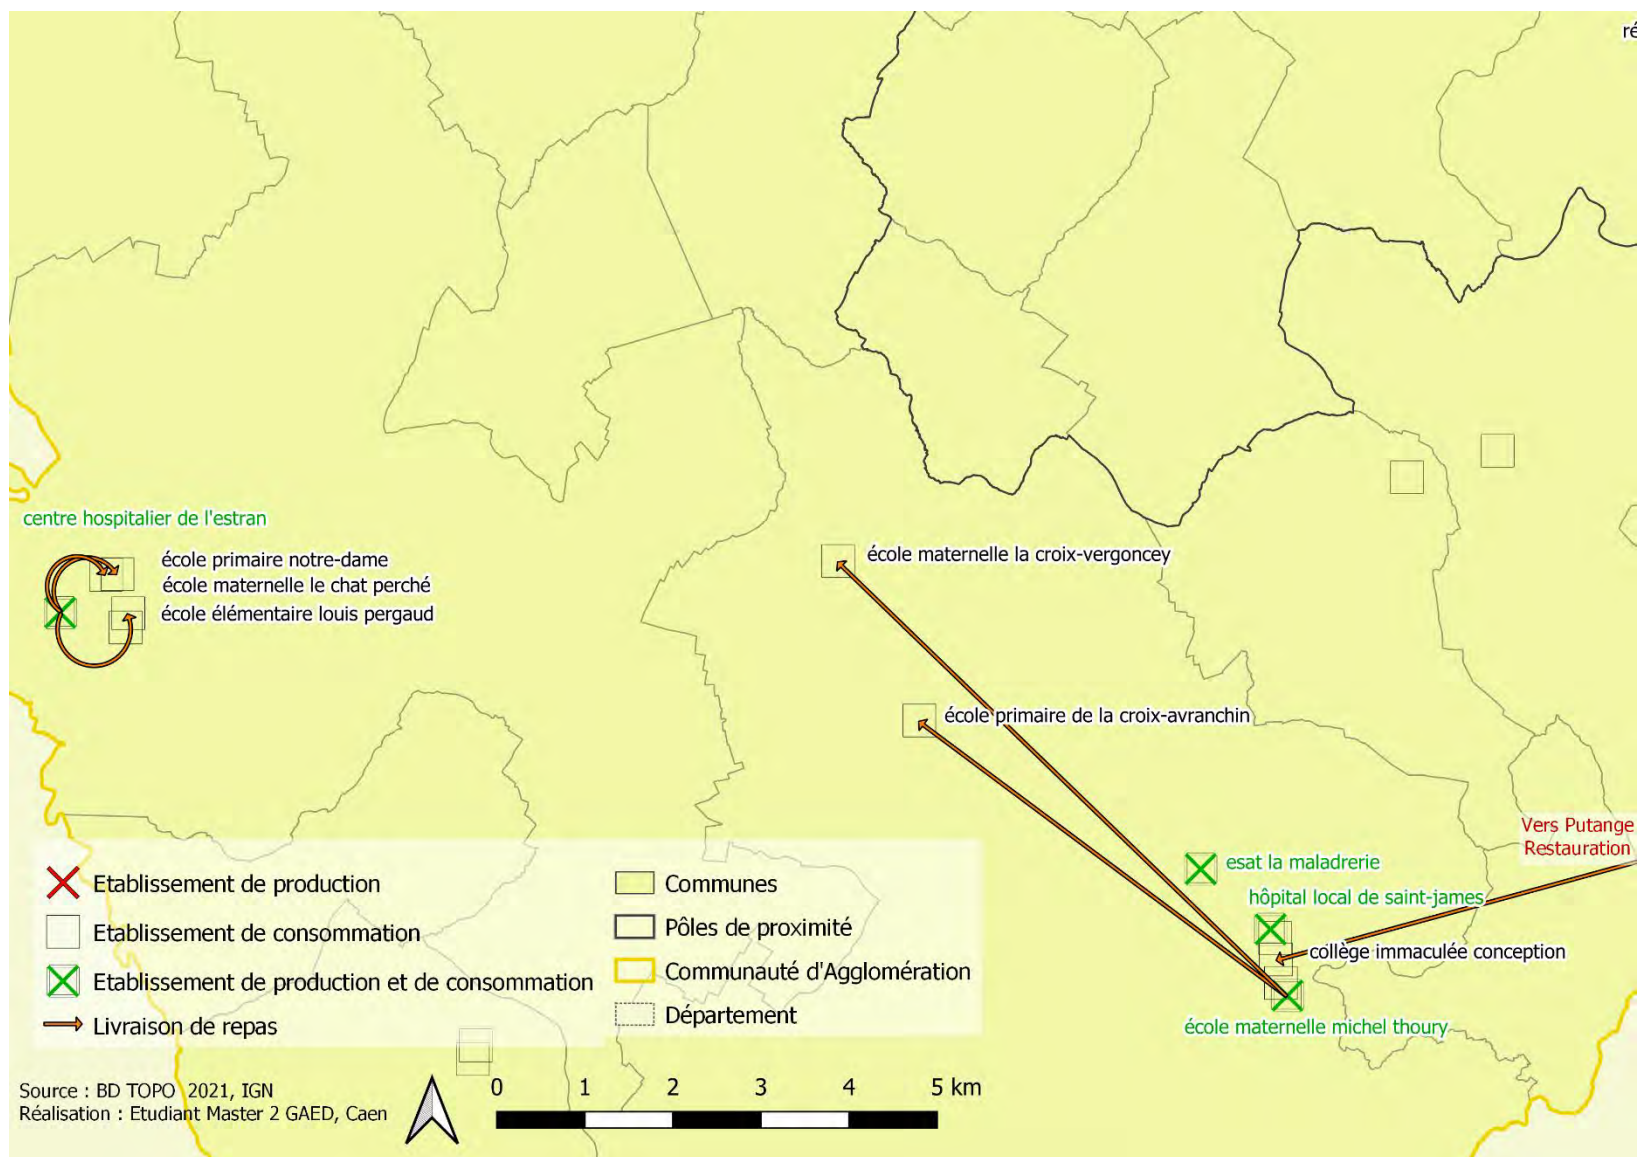 ré
centre hospitalier de l'estran
école primaire notre-dame
école maternelle le chat perché
école élémentaire louis pergaud
école maternelle la croix-vergoncey
école primaire de la croix-avranchin
Vers Putange
Restauration
esat la maladrerie
hôpital local de saint-james
collège immaculée conception
école maternelle michel thoury
Etablissement de production
Etablissement de consommation
Etablissement de production et de consommation
Livraison de repas
Communes
Pôles de proximité
Communauté d'Agglomération
Département
Source : BD TOPO 2021, IGN
Réalisation : Etudiant Master 2 GAED, Caen
0 1 2 3 4 5 km